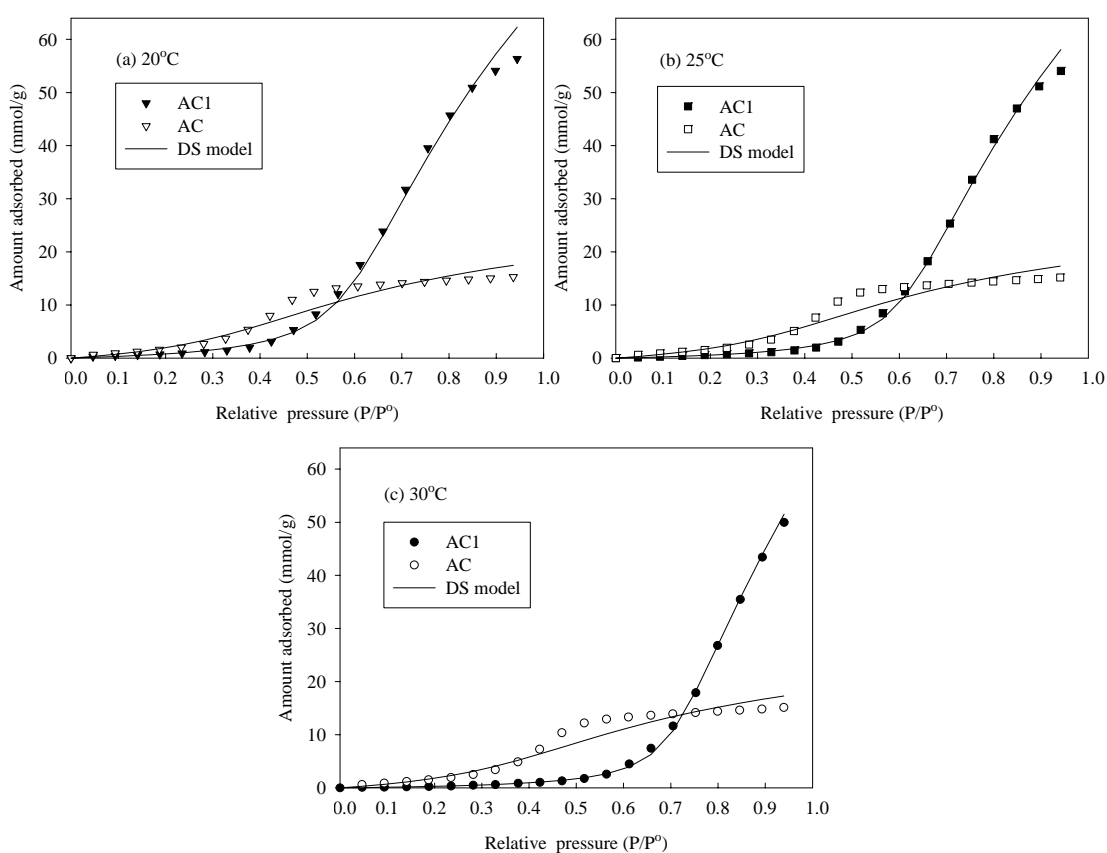 (a) 20°C
AC1
AC
DS model
Amount adsorbed (mmol/g)
60
50
40
30
20
10
0
0.0 0.1 0.2 0.3 0.4 0.5 0.6 0.7 0.8 0.9 1.0
Relative pressure (P/Pᴼ)
(b) 25°C
AC1
AC
DS model
Amount adsorbed (mmol/g)
60
50
40
30
20
10
0
0.0 0.1 0.2 0.3 0.4 0.5 0.6 0.7 0.8 0.9 1.0
Relative pressure (P/Pᴼ)
(c) 30°C
AC1
AC
DS model
Amount adsorbed (mmol/g)
60
50
40
30
20
10
0
0.0 0.1 0.2 0.3 0.4 0.5 0.6 0.7 0.8 0.9 1.0
Relative pressure (P/Pᴼ)